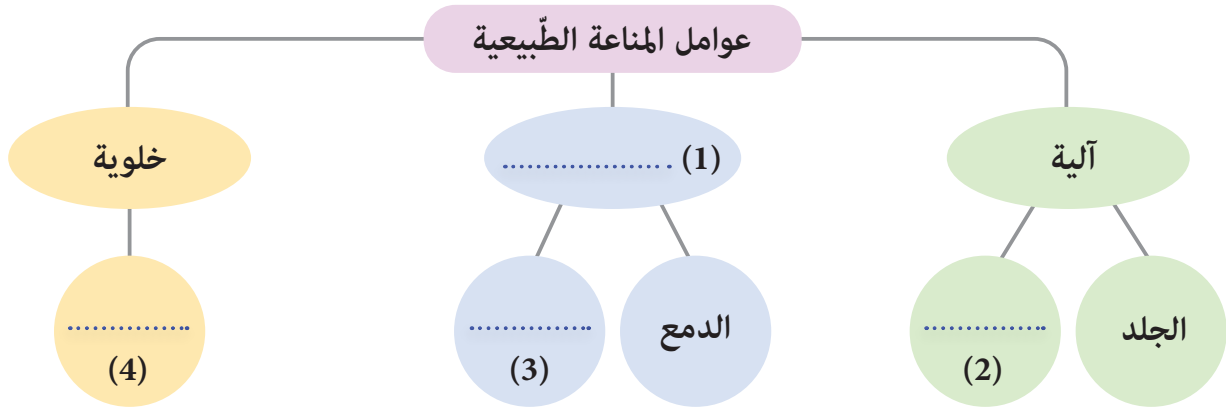 عوامل المناعة الطّبيعية
آلية
(1) ...................
خلوية
الجلد
...............
(2)
الدمع
...............
(3)
...............
(4)